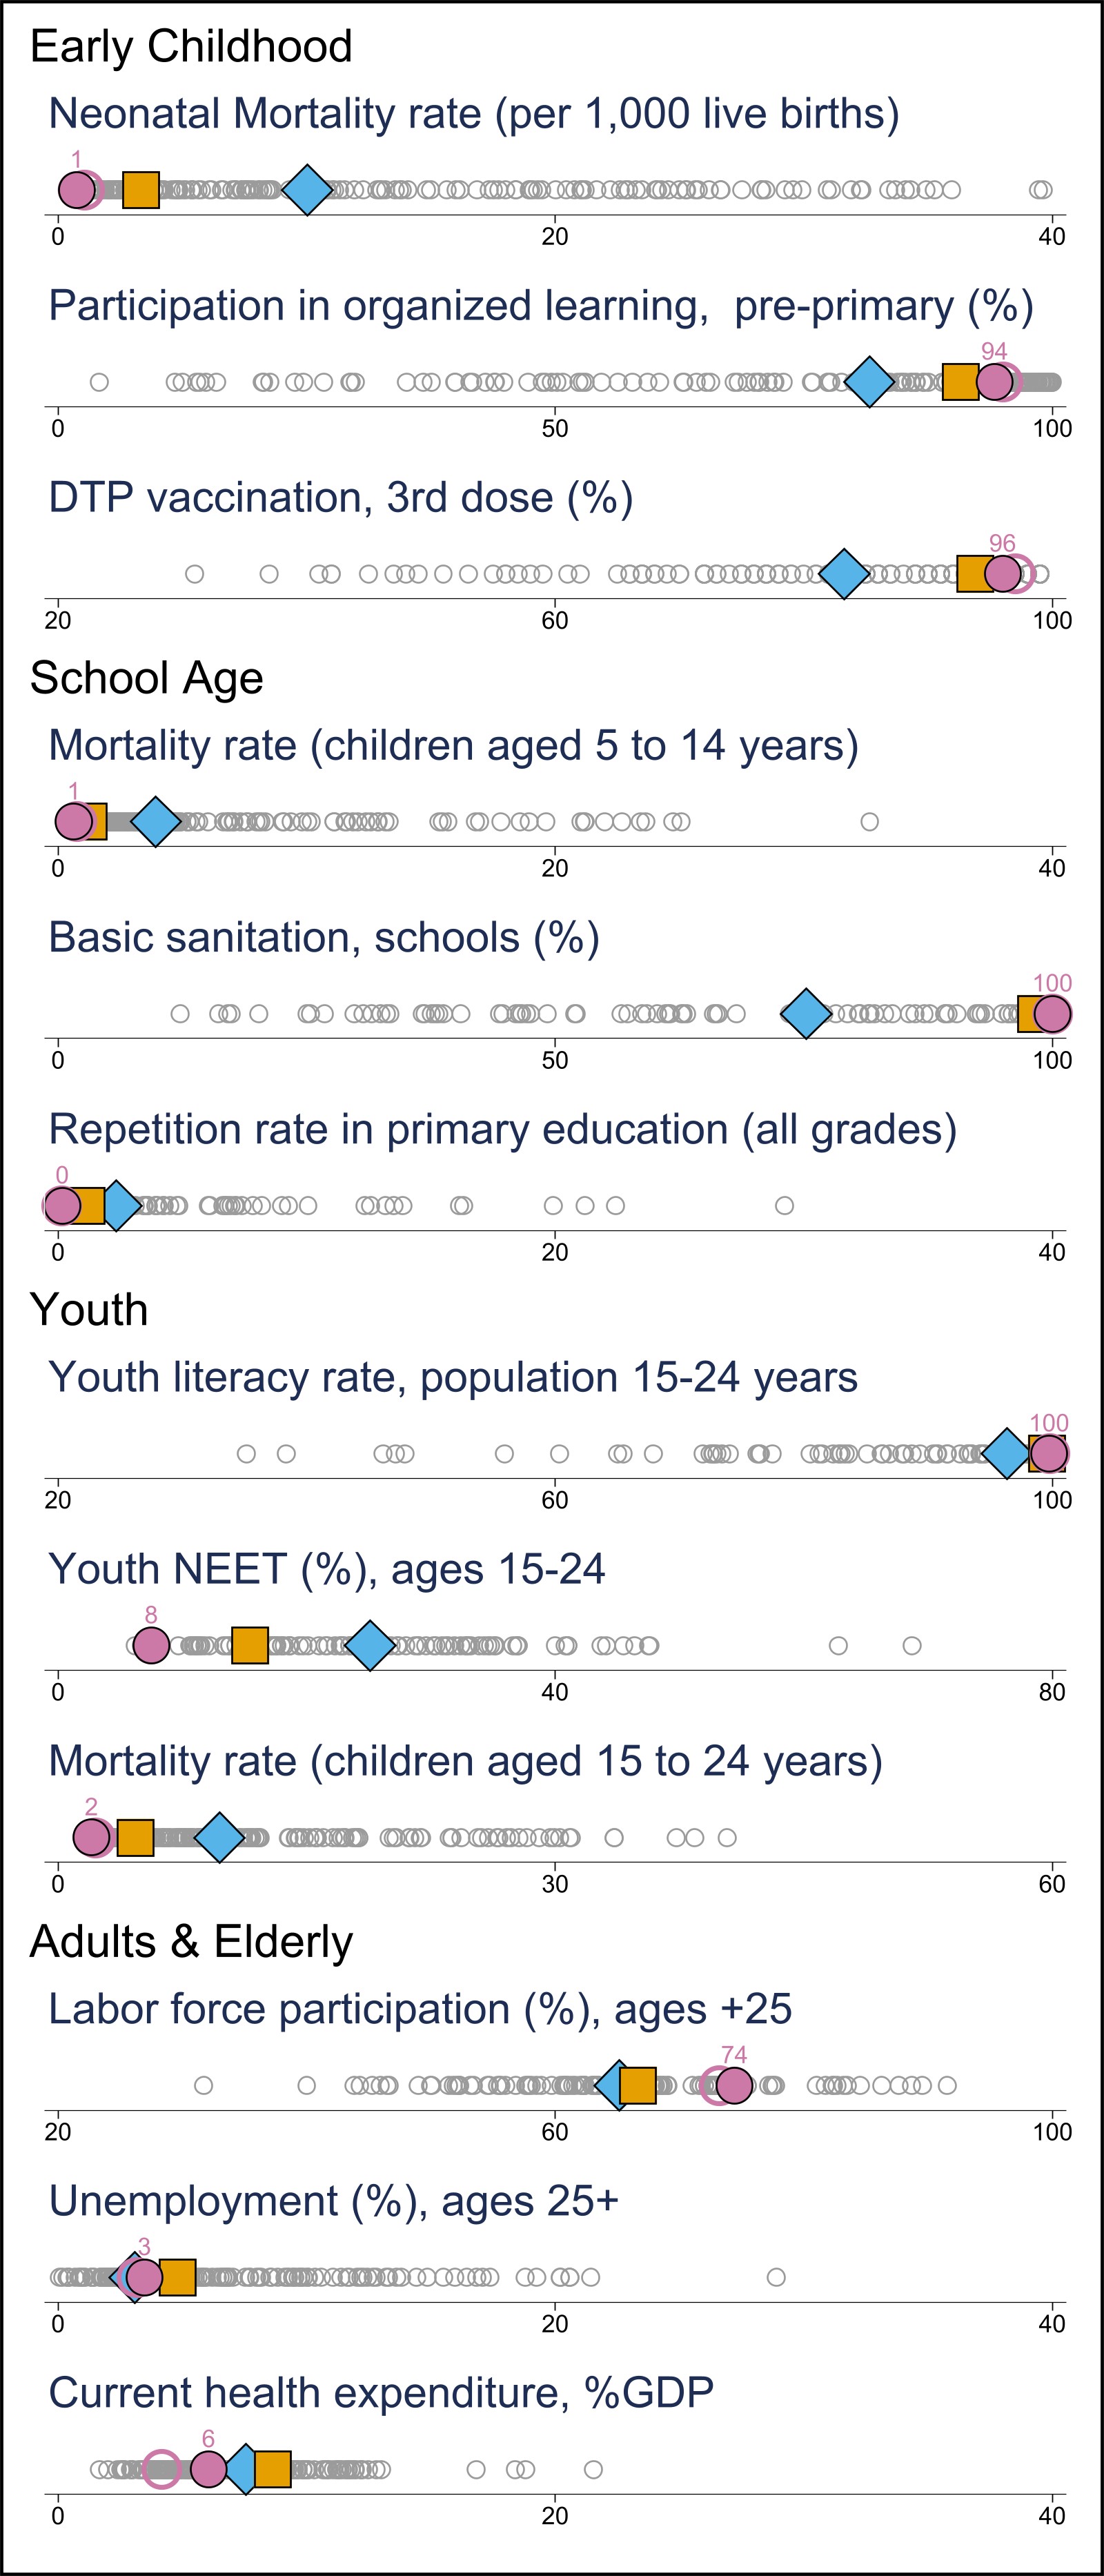 Early Childhood
Neonatal Mortality rate (per 1,000 live births)
1
0 20 40
Participation in organized learning,  pre-primary (%)
94
0 50 100
DTP vaccination, 3rd dose (%)
96
20 60 100
School Age
Mortality rate (children aged 5 to 14 years)
1
0 20 40
Basic sanitation, schools (%)
100
0 50 100
Repetition rate in primary education (all grades)
0
0 20 40
Youth
Youth literacy rate, population 15-24 years
100
20 60 100
Youth NEET (%), ages 15-24
8
0 40 80
Mortality rate (children aged 15 to 24 years)
2
0 30 60
Adults & Elderly
Labor force participation (%), ages +25
74
20 60 100
Unemployment (%), ages 25+
3
0 20 40
Current health expenditure, %GDP
6
0 20 40